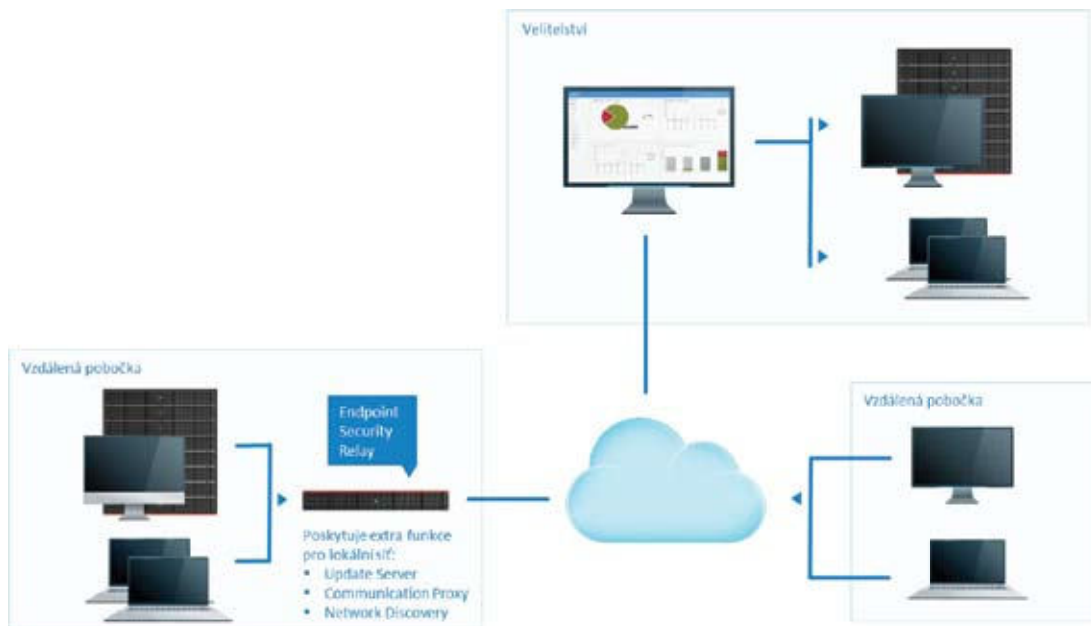 Velitelství
Vzdálená pobočka
Endpoint
Security
Relay
Poskytuje extra funkce
pro lokální síť:
• Update Server
• Communication Proxy
• Network Discovery
Vzdálená pobočka